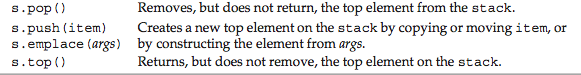 s.pop() Removes, but does not return, the top element from the stack.
s.push(item) Creates a new top element on the stack by copying or moving item, or
s.emplace(args) by constructing the element from args.
s.top() Returns, but does not remove, the top element on the stack.